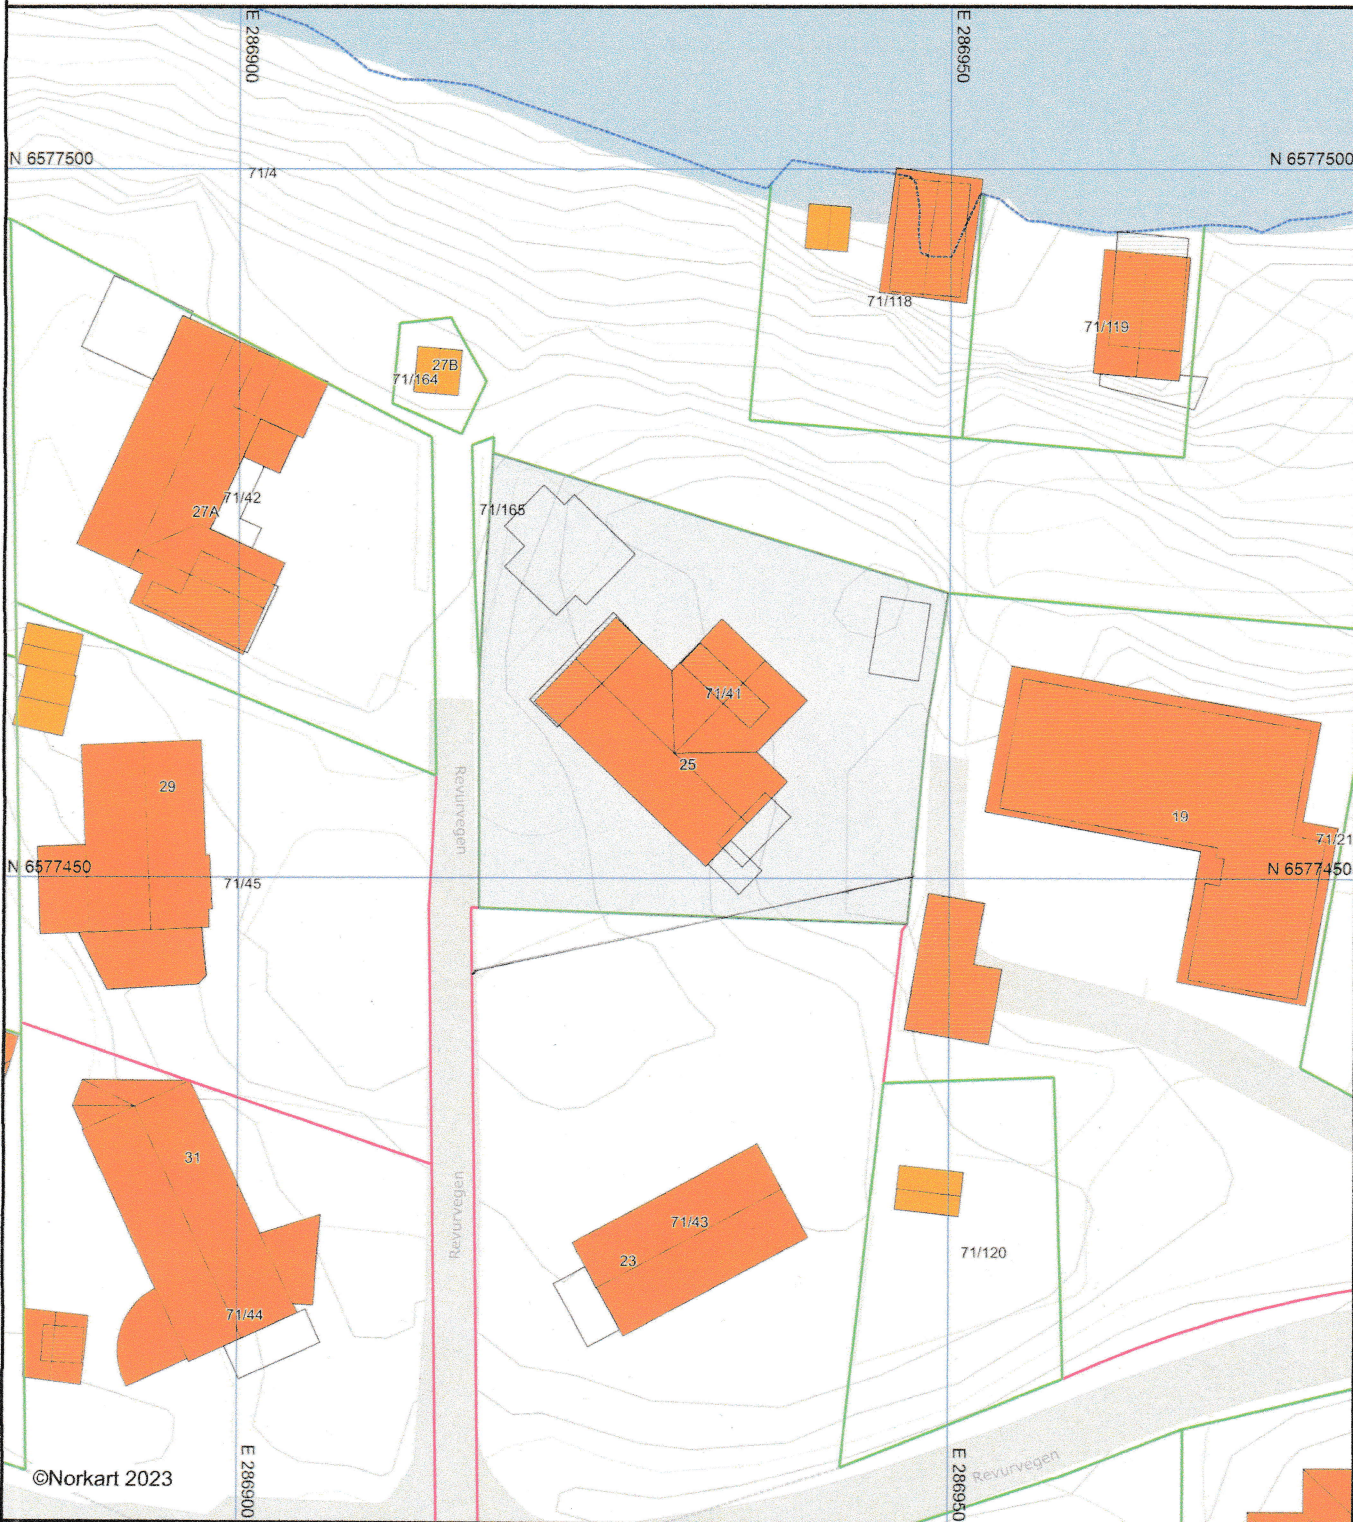 E 286900
E 286950
N 6577500
N 6577500
71/4
71/118
71/119
27B
71/164
71/42
27A
71/165
71/41
25
29
Revurvegen
19
71/21
N 6577450
N 6577450
71/45
31
Revurvegen
71/43
23
71/120
71/44
©Norkart 2023
E 286900
E 286950
Revurvegen